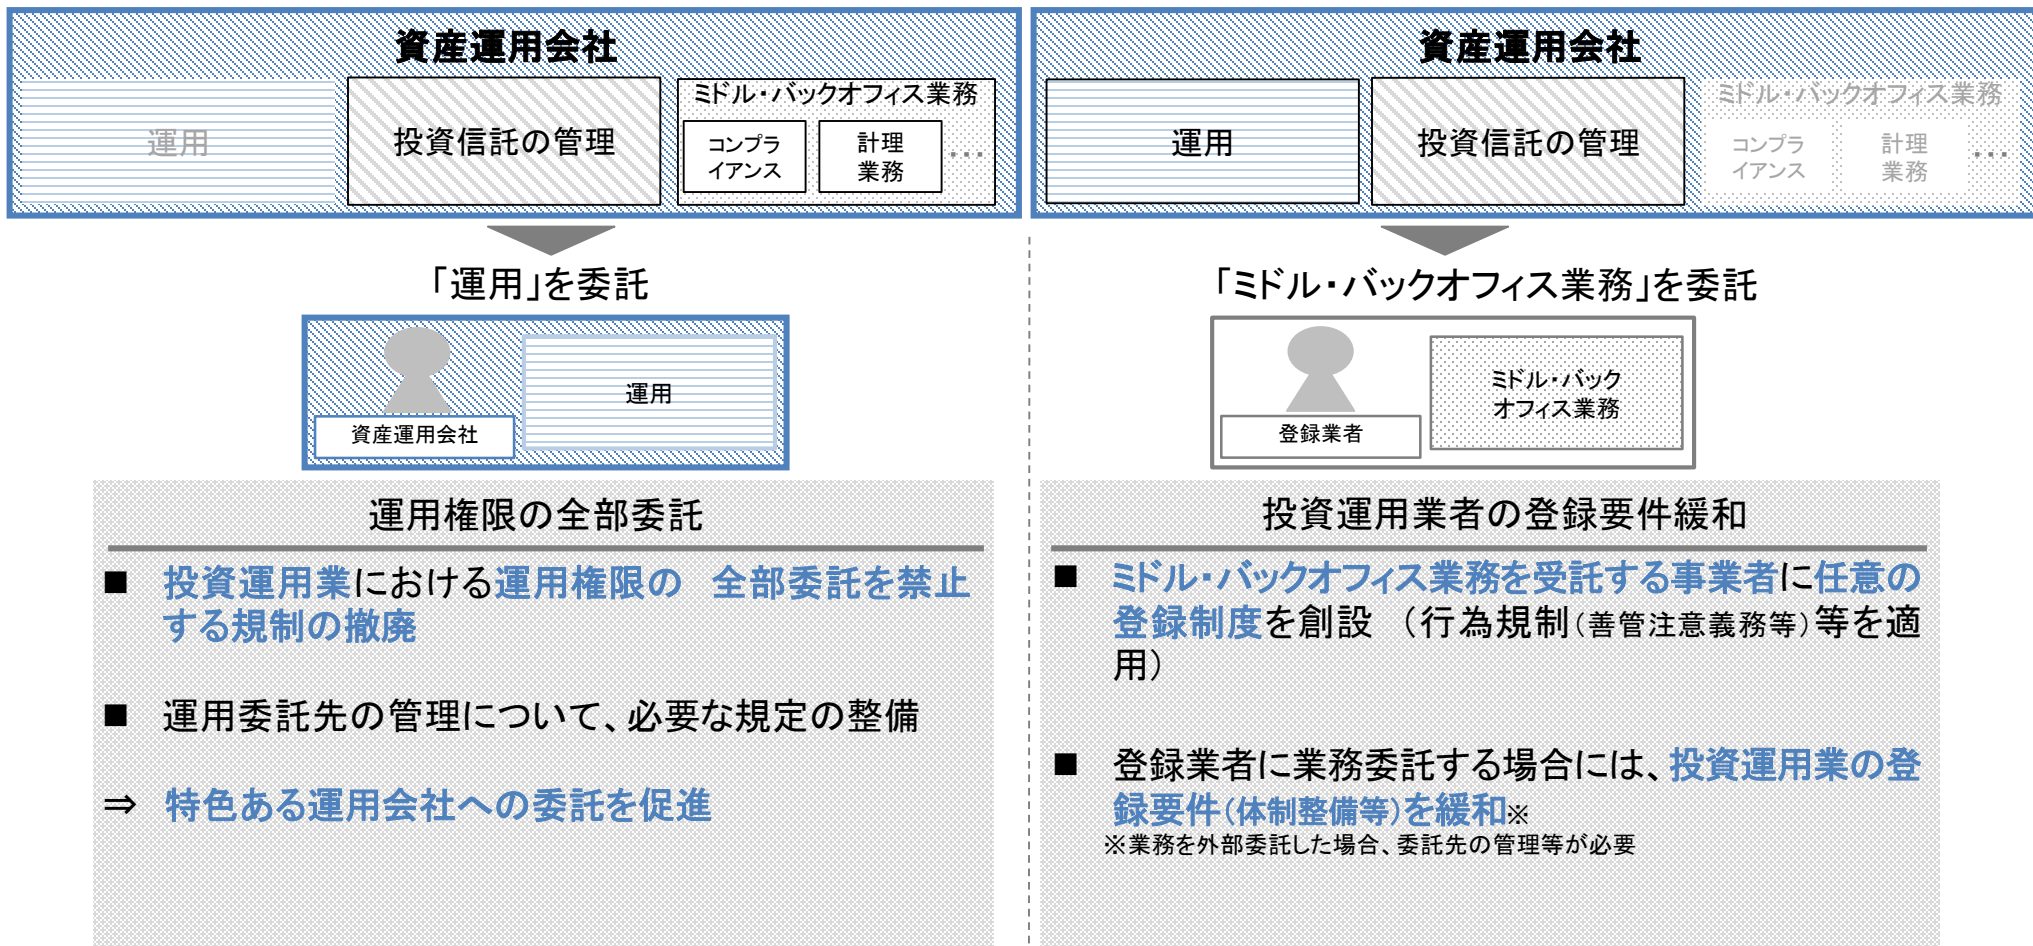 資産運用会社
運用
投資信託の管理
ミドル・バックオフィス業務
コンプラ
イアンス
計理
業務
…
「運用」を委託
資産運用会社
運用
運用権限の全部委託
■ 投資運用業における運用権限の 全部委託を禁止
する規制の撤廃
■ 運用委託先の管理について、必要な規定の整備
⇒ 特色ある運用会社への委託を促進
資産運用会社
運用
投資信託の管理
ミドル・バックオフィス業務
コンプラ
イアンス
計理
業務
…
「ミドル・バックオフィス業務」を委託
登録業者
ミドル・バック
オフィス業務
投資運用業者の登録要件緩和
■ ミドル・バックオフィス業務を受託する事業者に任意の
登録制度を創設 （行為規制（善管注意義務等）等を適
用）
■ 登録業者に業務委託する場合には、投資運用業の登
録要件（体制整備等）を緩和※
※業務を外部委託した場合、委託先の管理等が必要